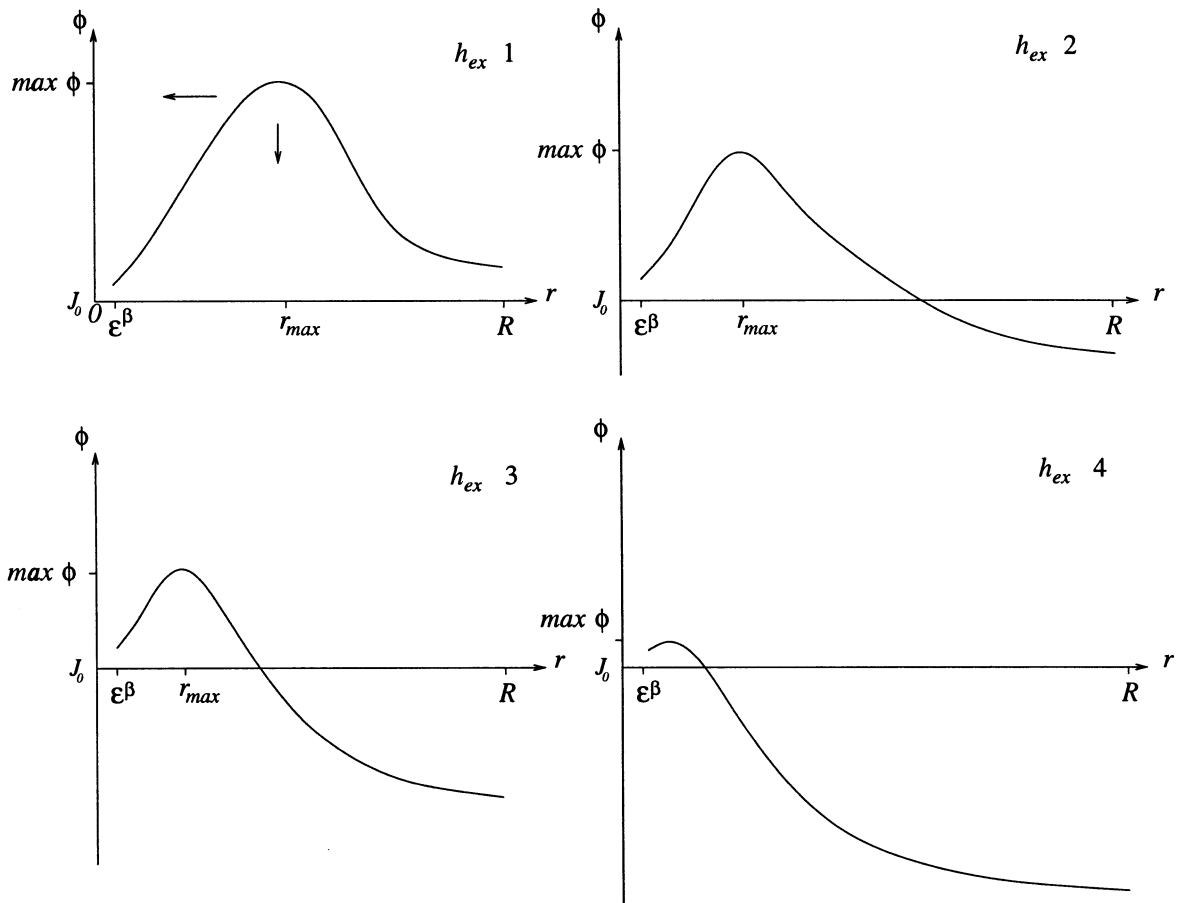 ϕ
h_ex 1
max ϕ
J_0
0
ε^β
r_max
R
r
ϕ
h_ex 2
max ϕ
J_0
ε^β
r_max
R
r
ϕ
h_ex 3
max ϕ
J_0
ε^β
r_max
R
r
ϕ
h_ex 4
max ϕ
J_0
ε^β
R
r